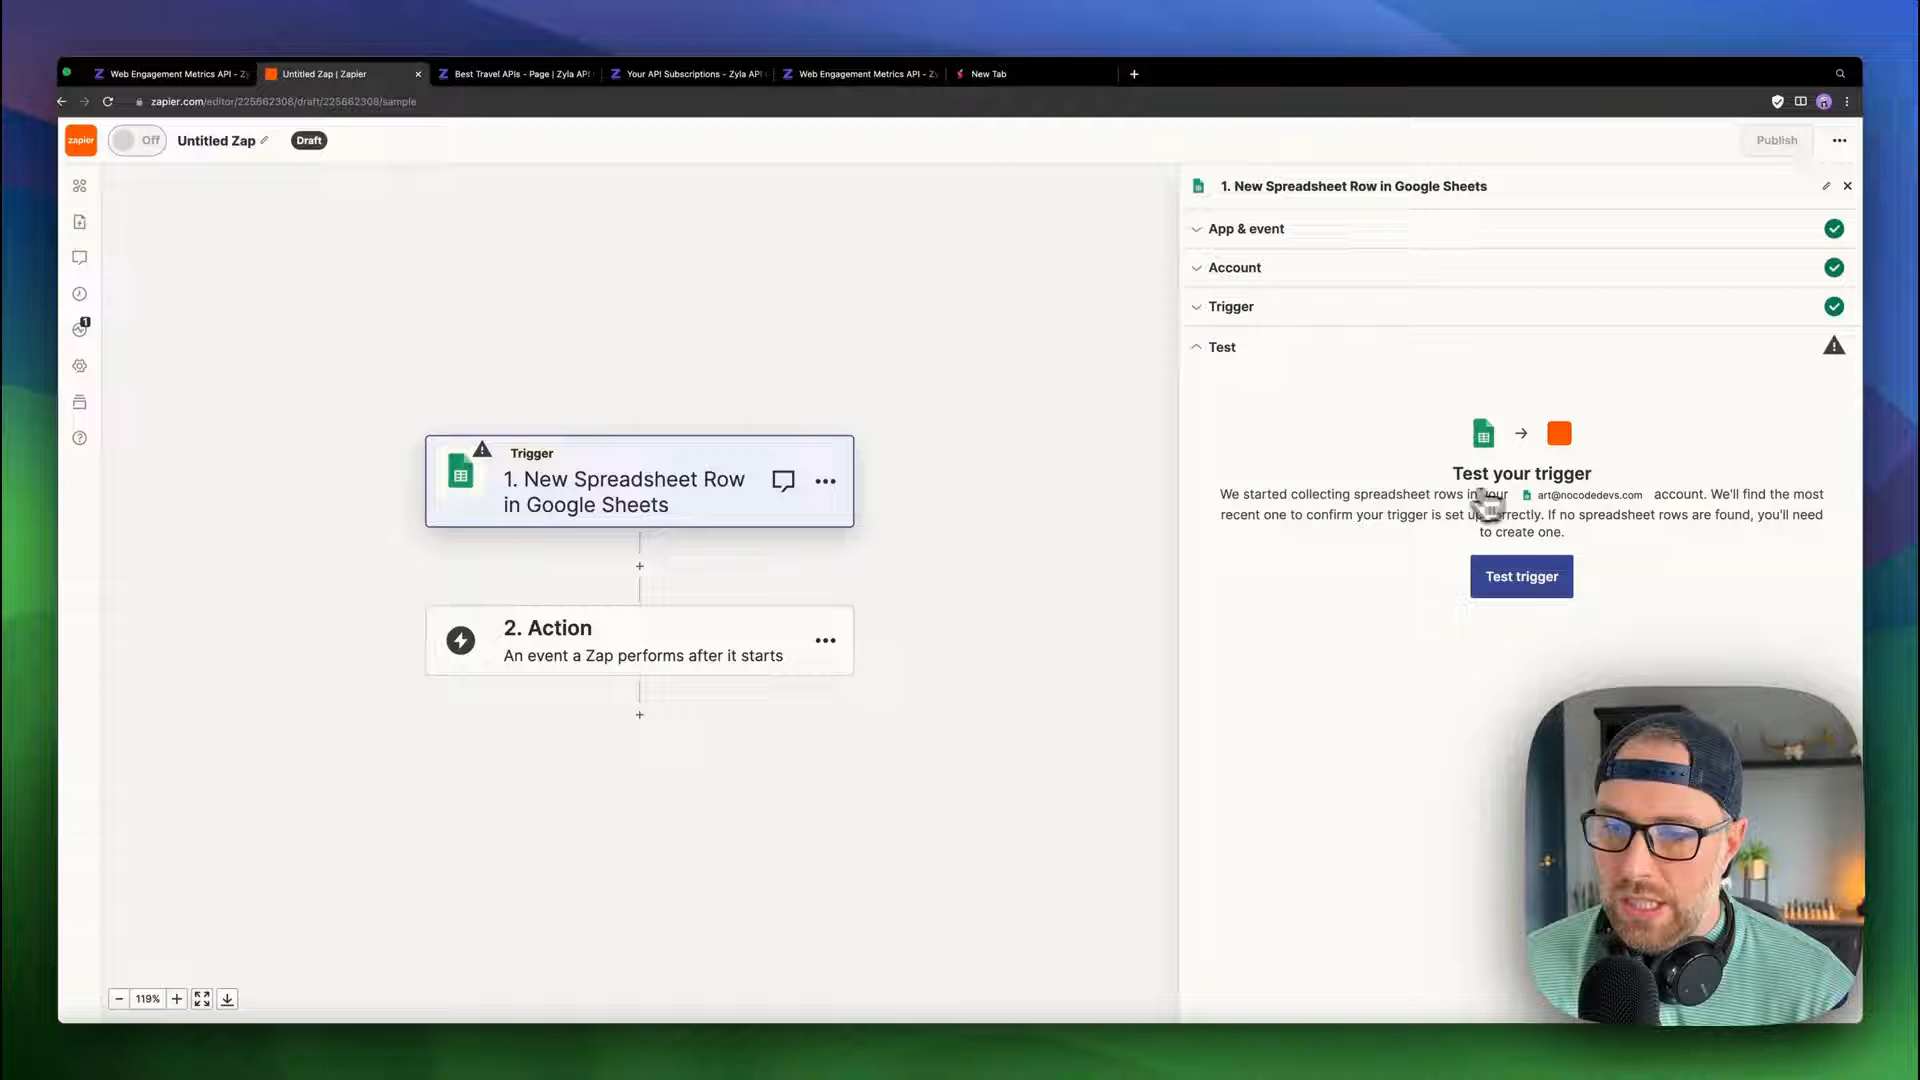 Web Engagement Metrics API - Zy
Untitled Zap | Zapier
Best Travel APIs - Page | Zyla API
Your API Subscriptions - Zyla API
Web Engagement Metrics API - Zy
New Tab
zapier.com/editor/225662308/draft/225662308/sample
zapier
Off
Untitled Zap
Draft
Publish
1. New Spreadsheet Row in Google Sheets
App & event
Account
Trigger
Test
1
Trigger
1. New Spreadsheet Row
in Google Sheets
2. Action
An event a Zap performs after it starts
Test your trigger
We started collecting spreadsheet rows in your art@nocodedevs.com account. We'll find the most
recent one to confirm your trigger is set up correctly. If no spreadsheet rows are found, you'll need
to create one.
Test trigger
119%